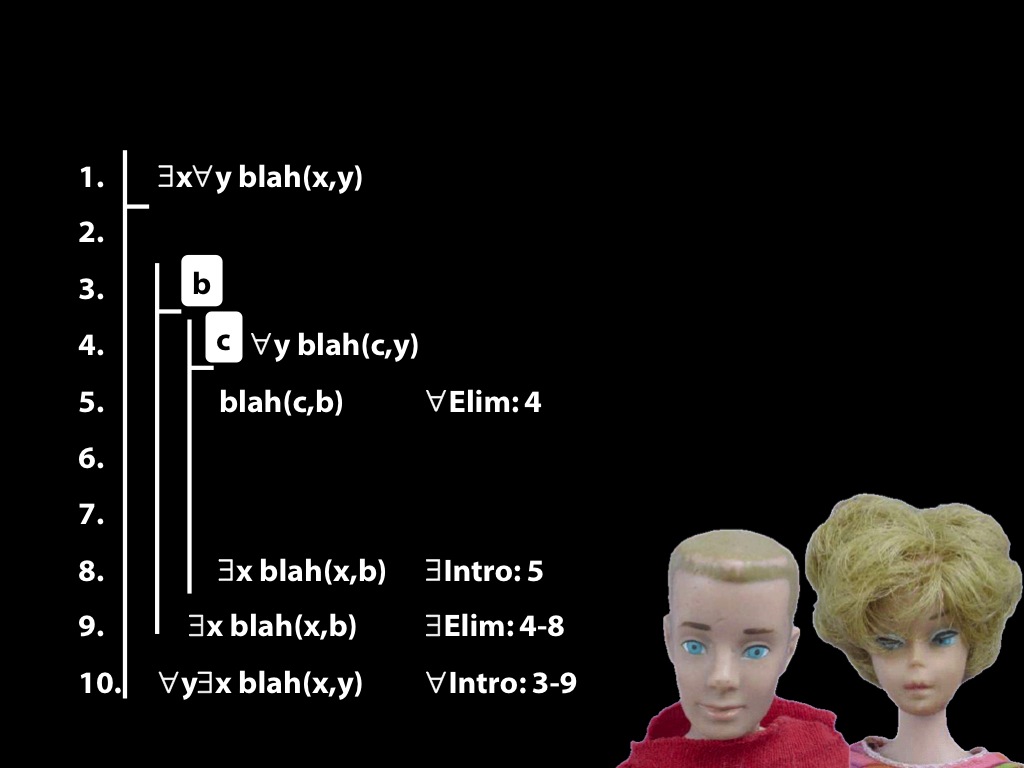 1. ∃x∀y blah(x,y)
2.
3. b
4. c ∀y blah(c,y)
5. blah(c,b) ∀Elim: 4
6.
7.
8. ∃x blah(x,b) ∃Intro: 5
9. ∃x blah(x,b) ∃Elim: 4-8
10. ∀y∃x blah(x,y) ∀Intro: 3-9